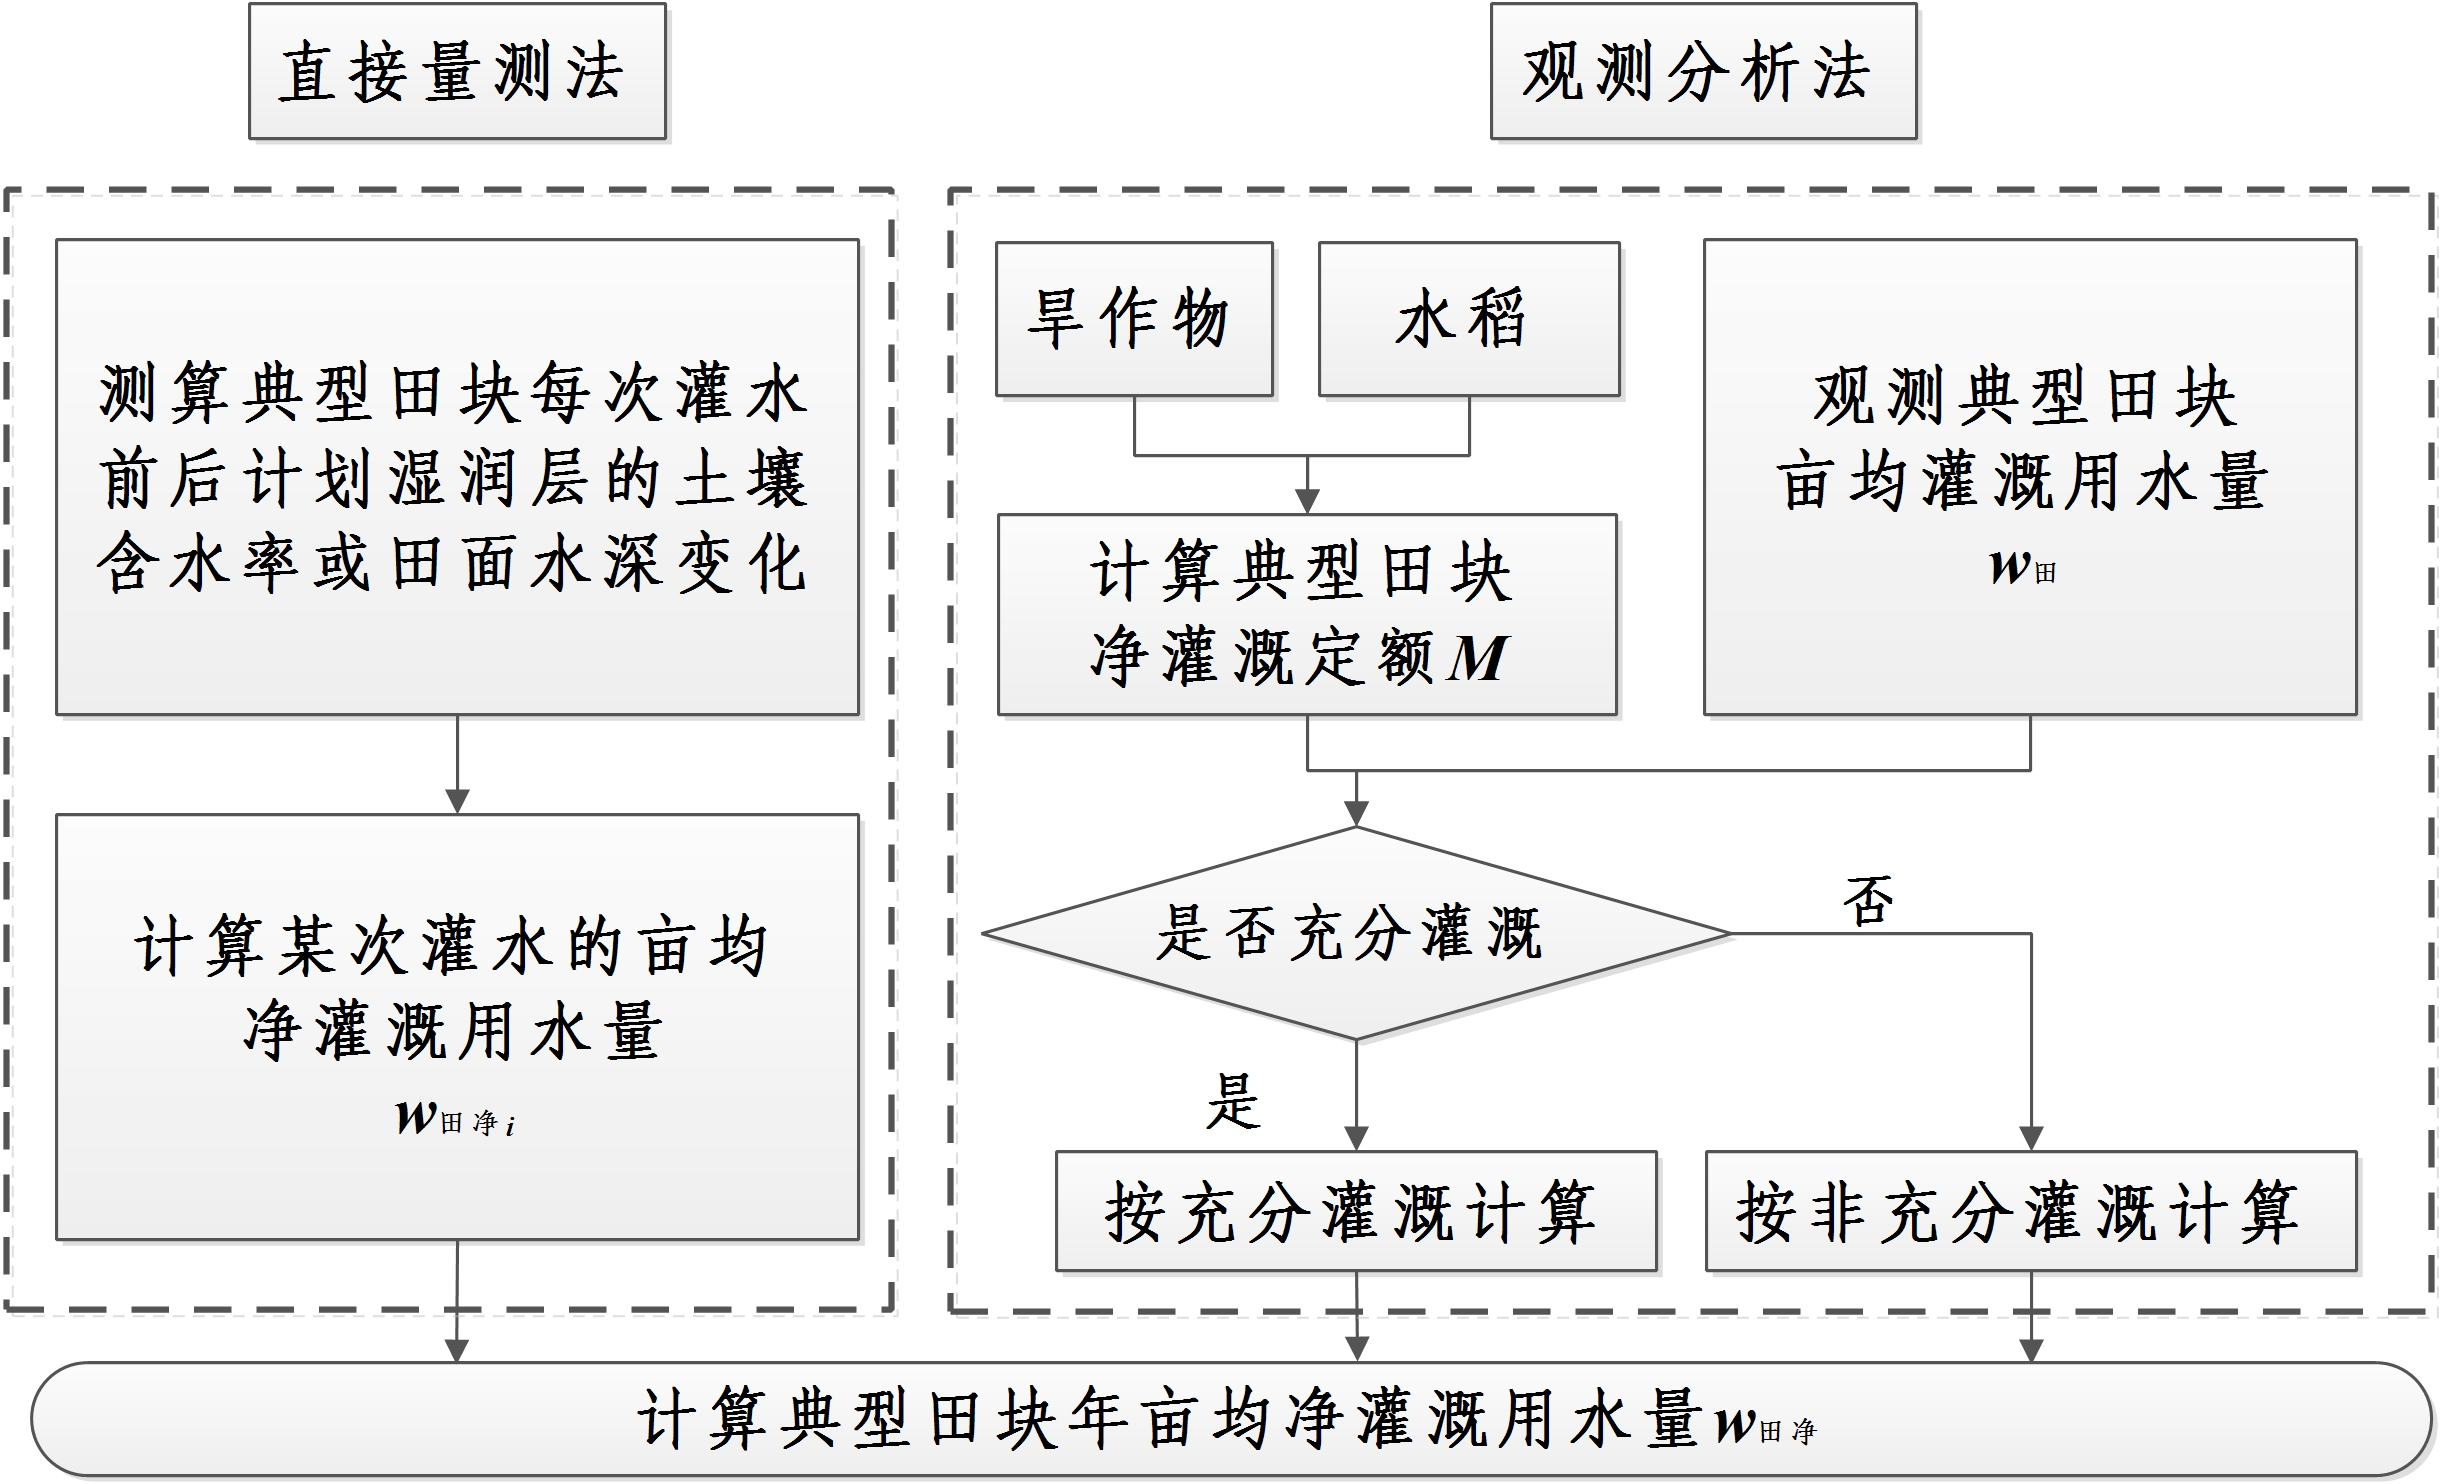 直接量测法
测算典型田块每次灌水
前后计划湿润层的土壤
含水率或田面水深变化
计算某次灌水的亩均
净灌溉用水量
w田净i
观测分析法
旱作物
水稻
计算典型田块
净灌溉定额M
观测典型田块
亩均灌溉用水量
w田
是否充分灌溉
否
是
按充分灌溉计算
按非充分灌溉计算
计算典型田块年亩均净灌溉用水量w田净